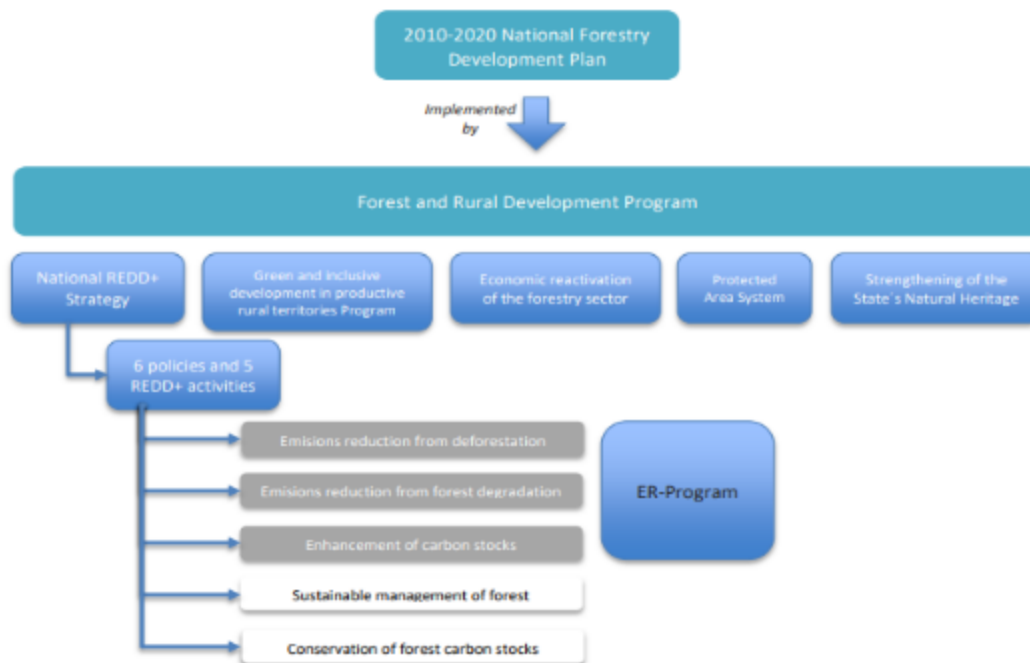 2010-2020 National Forestry
Development Plan
Implemented
by
Forest and Rural Development Program
National REDD+
Strategy
Green and inclusive
development in productive
rural territories Program
Economic reactivation
of the forestry sector
Protected
Area System
Strengthening of the
State´s Natural Heritage
6 policies and 5
REDD+ activities
Emisions reduction from deforestation
Emisions reduction from forest degradation
Enhancement of carbon stocks
Sustainable management of forest
Conservation of forest carbon stocks
ER-Program